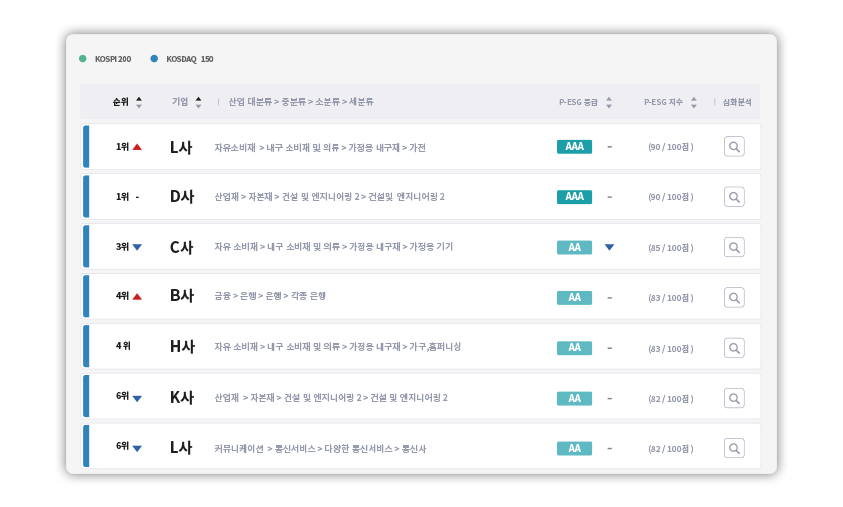 KOSPI 200 KOSDAQ 150
순위 기업 산업 대분류 > 중분류 > 소분류 > 세분류 P-ESG 등급 P-ESG 지수 심화분석
1위 L사 자유소비재 > 내구 소비재 및 의류 > 가정용 내구재 > 가전 AAA - (90 / 100점 )
1위 - D사 산업재 > 자본재 > 건설 및 엔지니어링 2 > 건설및 엔지니어링 2 AAA - (90 / 100점 )
3위 C사 자유 소비재 > 내구 소비재 및 의류 > 가정용 내구재 > 가정용 기기 AA (85 / 100점 )
4위 B사 금융 > 은행 > 은행 > 각종 은행 AA - (83 / 100점 )
4 위 H사 자유 소비재 > 내구 소비재 및 의류 > 가정용 내구재 > 가구,홈퍼니싱 AA - (83 / 100점 )
6위 K사 산업재 > 자본재 > 건설 및 엔지니어링 2 > 건설 및 엔지니어링 2 AA - (82 / 100점 )
6위 L사 커뮤니케이션 > 통신서비스 > 다양한 통신서비스 > 통신사 AA - (82 / 100점 )